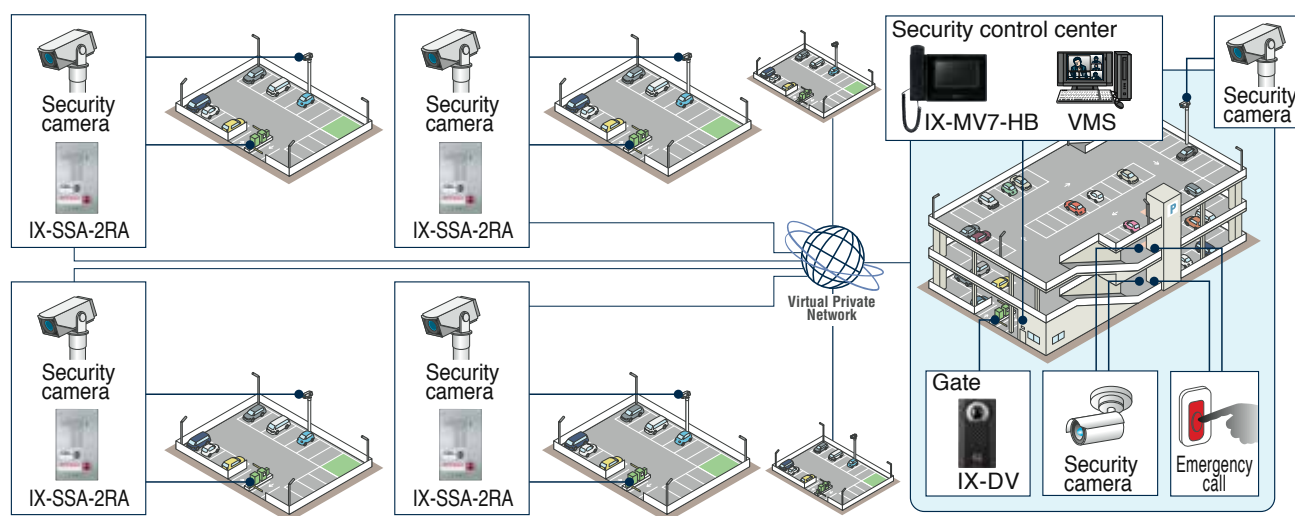 Security
camera
IX-SSA-2RA
Security
camera
IX-SSA-2RA
Security control center
IX-MV7-HB
VMS
Security
camera
P
Virtual Private
Network
Security
camera
IX-SSA-2RA
Security
camera
IX-SSA-2RA
Gate
IX-DV
Security
camera
Emergency
call